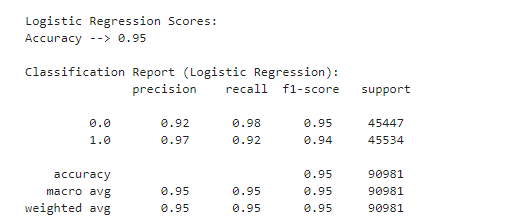 Logistic Regression Scores:
Accuracy --> 0.95
Classification Report (Logistic Regression):
precision recall f1-score support
0.0 0.92 0.98 0.95 45447
1.0 0.97 0.92 0.94 45534
accuracy 0.95 90981
macro avg 0.95 0.95 0.95 90981
weighted avg 0.95 0.95 0.95 90981